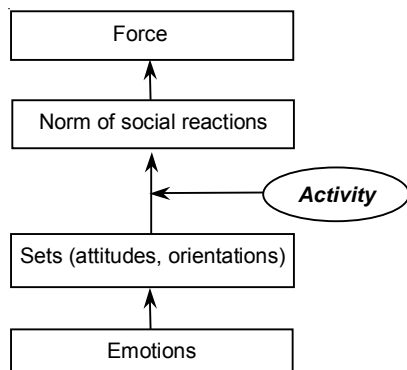 Force
Norm of social reactions
Activity
Sets (attitudes, orientations)
Emotions